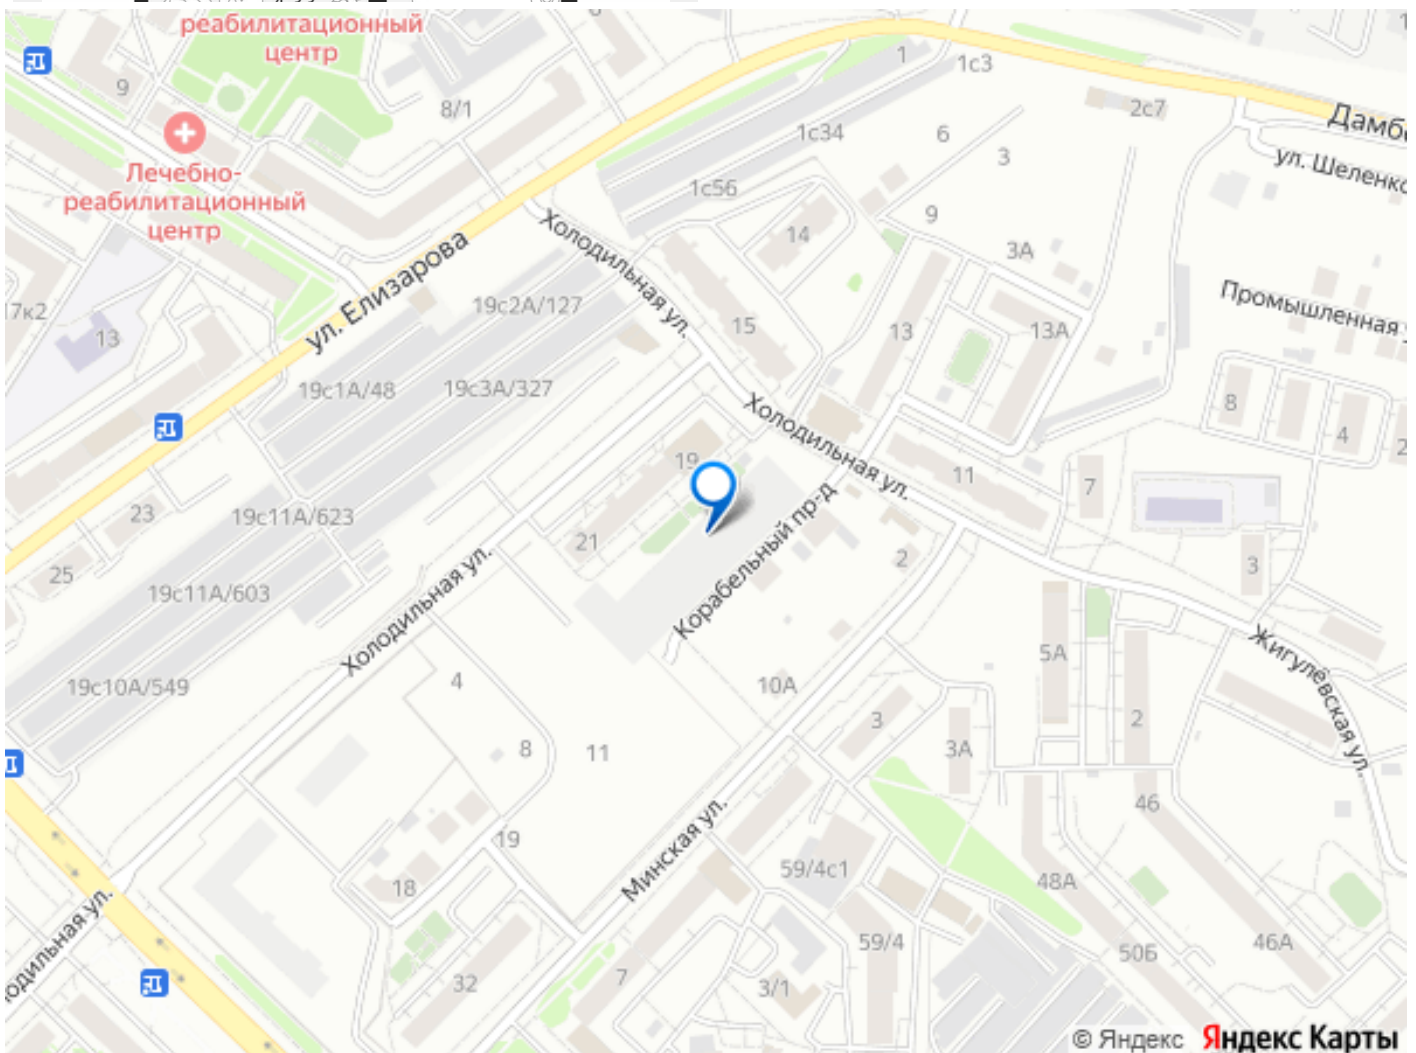 реабилитационный
центр
9
8/1
1
1с3
2с7
Дамбо
1с34
6
3
ул. Шеленко
Лечебно-
реабилитационный
центр
1с56
9
Холодильная ул.
14
3А
ул. Елизарова
17к2
13
19с2А/127
15
13
13А
Промышленная
19с1А/48
19с3А/327
8
4
2
Холодильная ул.
19
11
7
23
19с11А/623
21
Корабельный пр-д
2
3
25
19с11А/603
Холодильная ул.
Жигулёвская ул.
19с10А/549
4
10А
5А
3
2
8
11
3А
46
19
Минская ул.
18
59/4с1
48А
одильная ул.
59/4
50Б
46А
32
7
3/1
© Яндекс Яндекс Карты